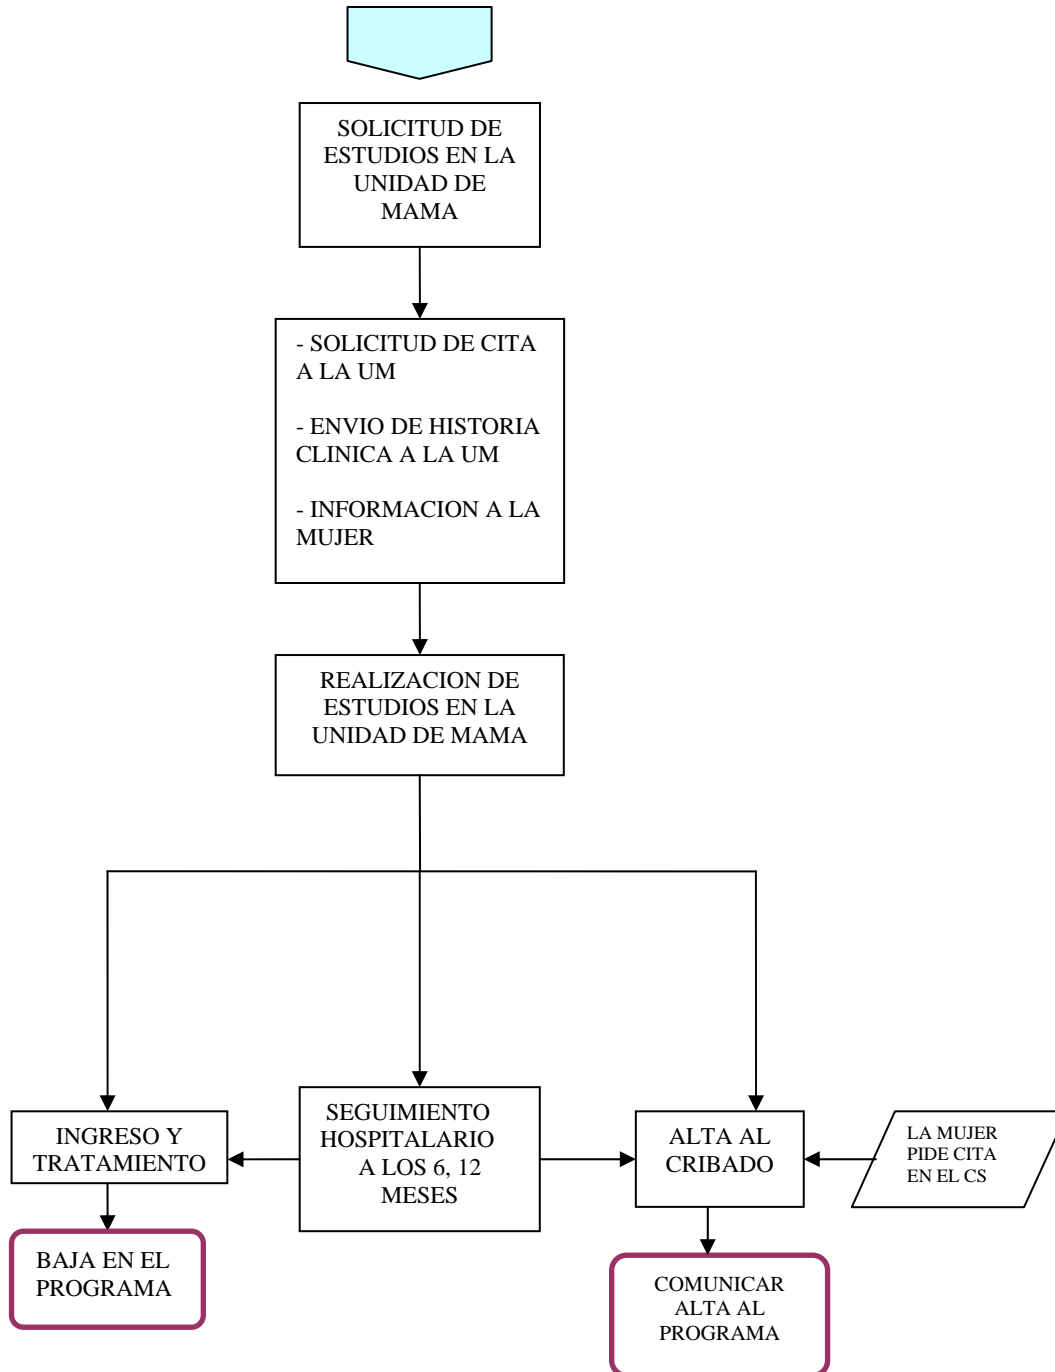 SOLICITUD DE
ESTUDIOS EN LA
UNIDAD DE
MAMA
- SOLICITUD DE CITA
A LA UM
- ENVIO DE HISTORIA
CLINICA A LA UM
- INFORMACION A LA
MUJER
REALIZACION DE
ESTUDIOS EN LA
UNIDAD DE MAMA
INGRESO Y
TRATAMIENTO
SEGUIMIENTO
HOSPITALARIO
A LOS 6, 12
MESES
ALTA AL
CRIBADO
LA MUJER
PIDE CITA
EN EL CS
BAJA EN EL
PROGRAMA
COMUNICAR
ALTA AL
PROGRAMA